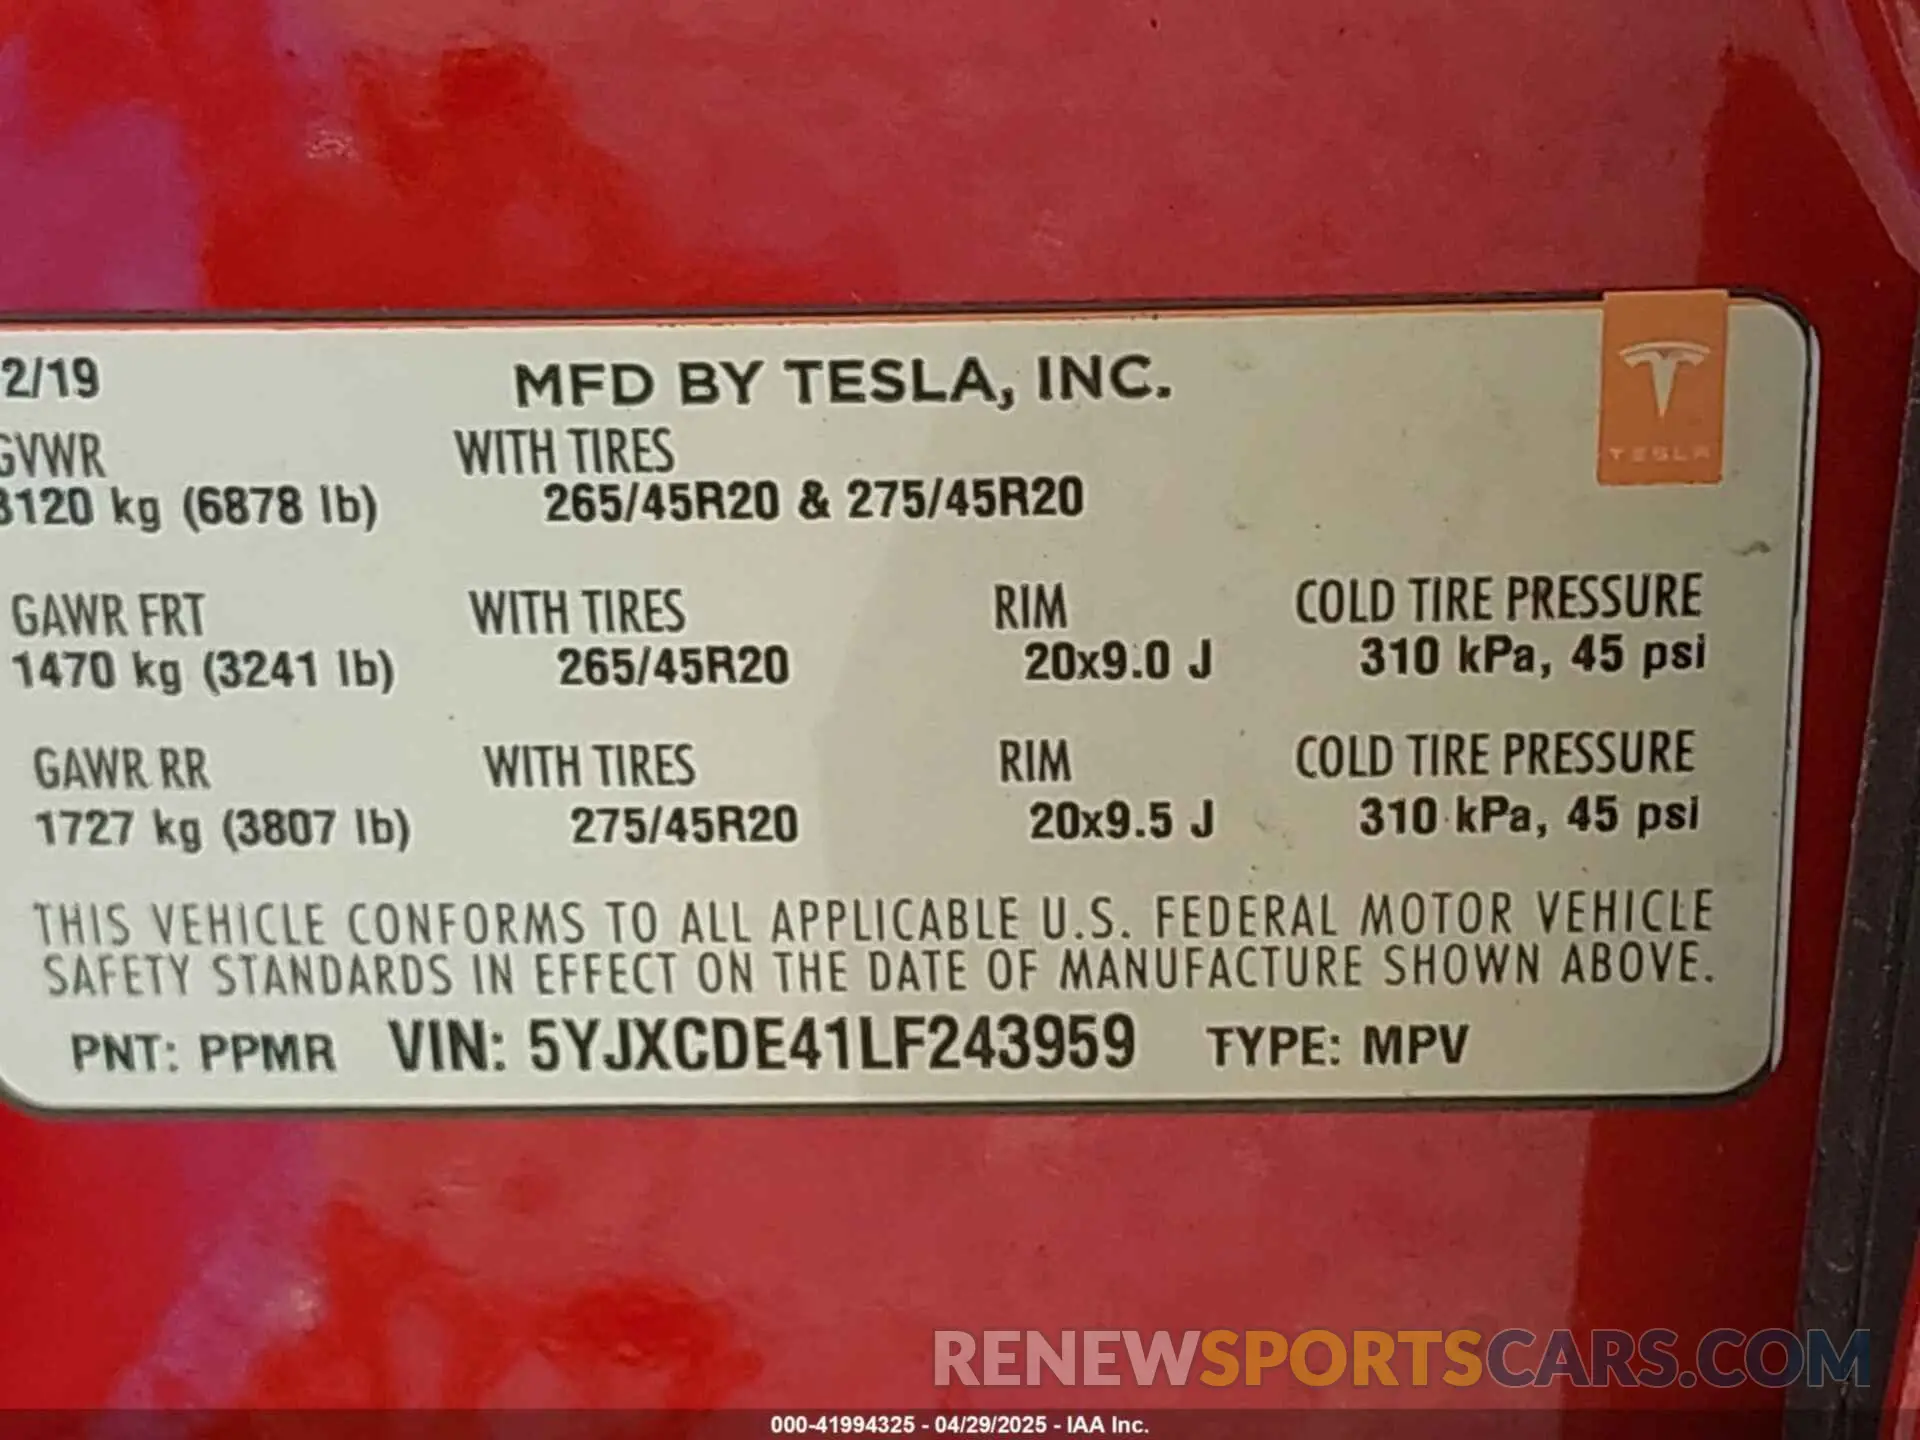 2/19 MFD BY TESLA, INC.
TESLA
GVWR WITH TIRES
3120 kg (6878 lb) 265/45R20 & 275/45R20
GAWR FRT WITH TIRES RIM COLD TIRE PRESSURE
1470 kg (3241 lb) 265/45R20 20x9.0 J 310 kPa, 45 psi
GAWR RR WITH TIRES RIM COLD TIRE PRESSURE
1727 kg (3807 lb) 275/45R20 20x9.5 J 310 kPa, 45 psi
THIS VEHICLE CONFORMS TO ALL APPLICABLE U.S. FEDERAL MOTOR VEHICLE
SAFETY STANDARDS IN EFFECT ON THE DATE OF MANUFACTURE SHOWN ABOVE.
PNT: PPMR VIN: 5YJXCDE41LF243959 TYPE: MPV
RENEWSPORTSCARS.COM
000-41994325 - 04/29/2025 - IAA Inc.